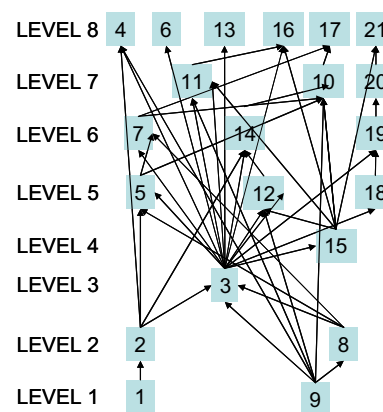 LEVEL 8 4 6 13 16 17 21
LEVEL 7 11 10 20
LEVEL 6 7 14 19
LEVEL 5 5 12 18
LEVEL 4 15
LEVEL 3 3
LEVEL 2 2 8
LEVEL 1 1 9